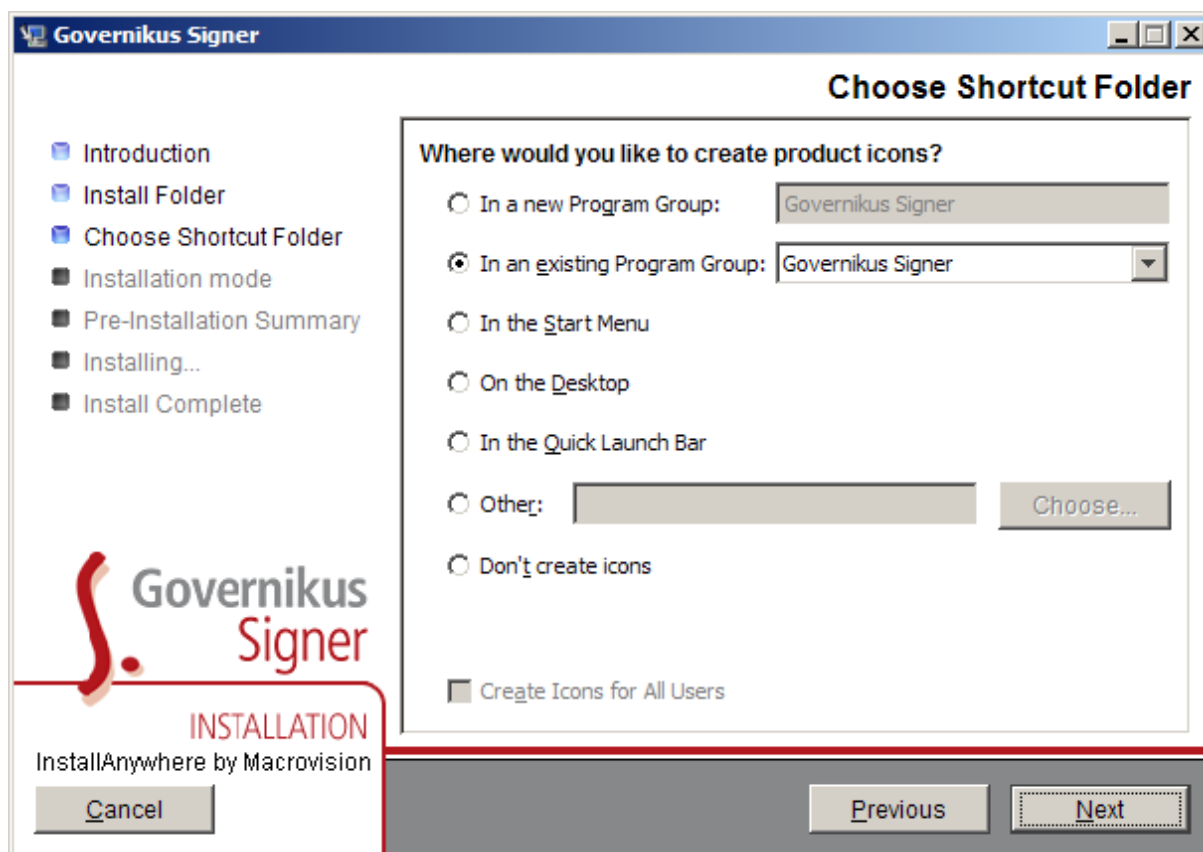 Governikus Signer
Choose Shortcut Folder
Introduction
Install Folder
Choose Shortcut Folder
Installation mode
Pre-Installation Summary
Installing...
Install Complete
Where would you like to create product icons?
In a new Program Group: Governikus Signer
In an existing Program Group: Governikus Signer
In the Start Menu
On the Desktop
In the Quick Launch Bar
Other: Choose...
Don't create icons
Create Icons for All Users
Governikus
Signer
INSTALLATION
InstallAnywhere by Macrovision
Cancel Previous Next